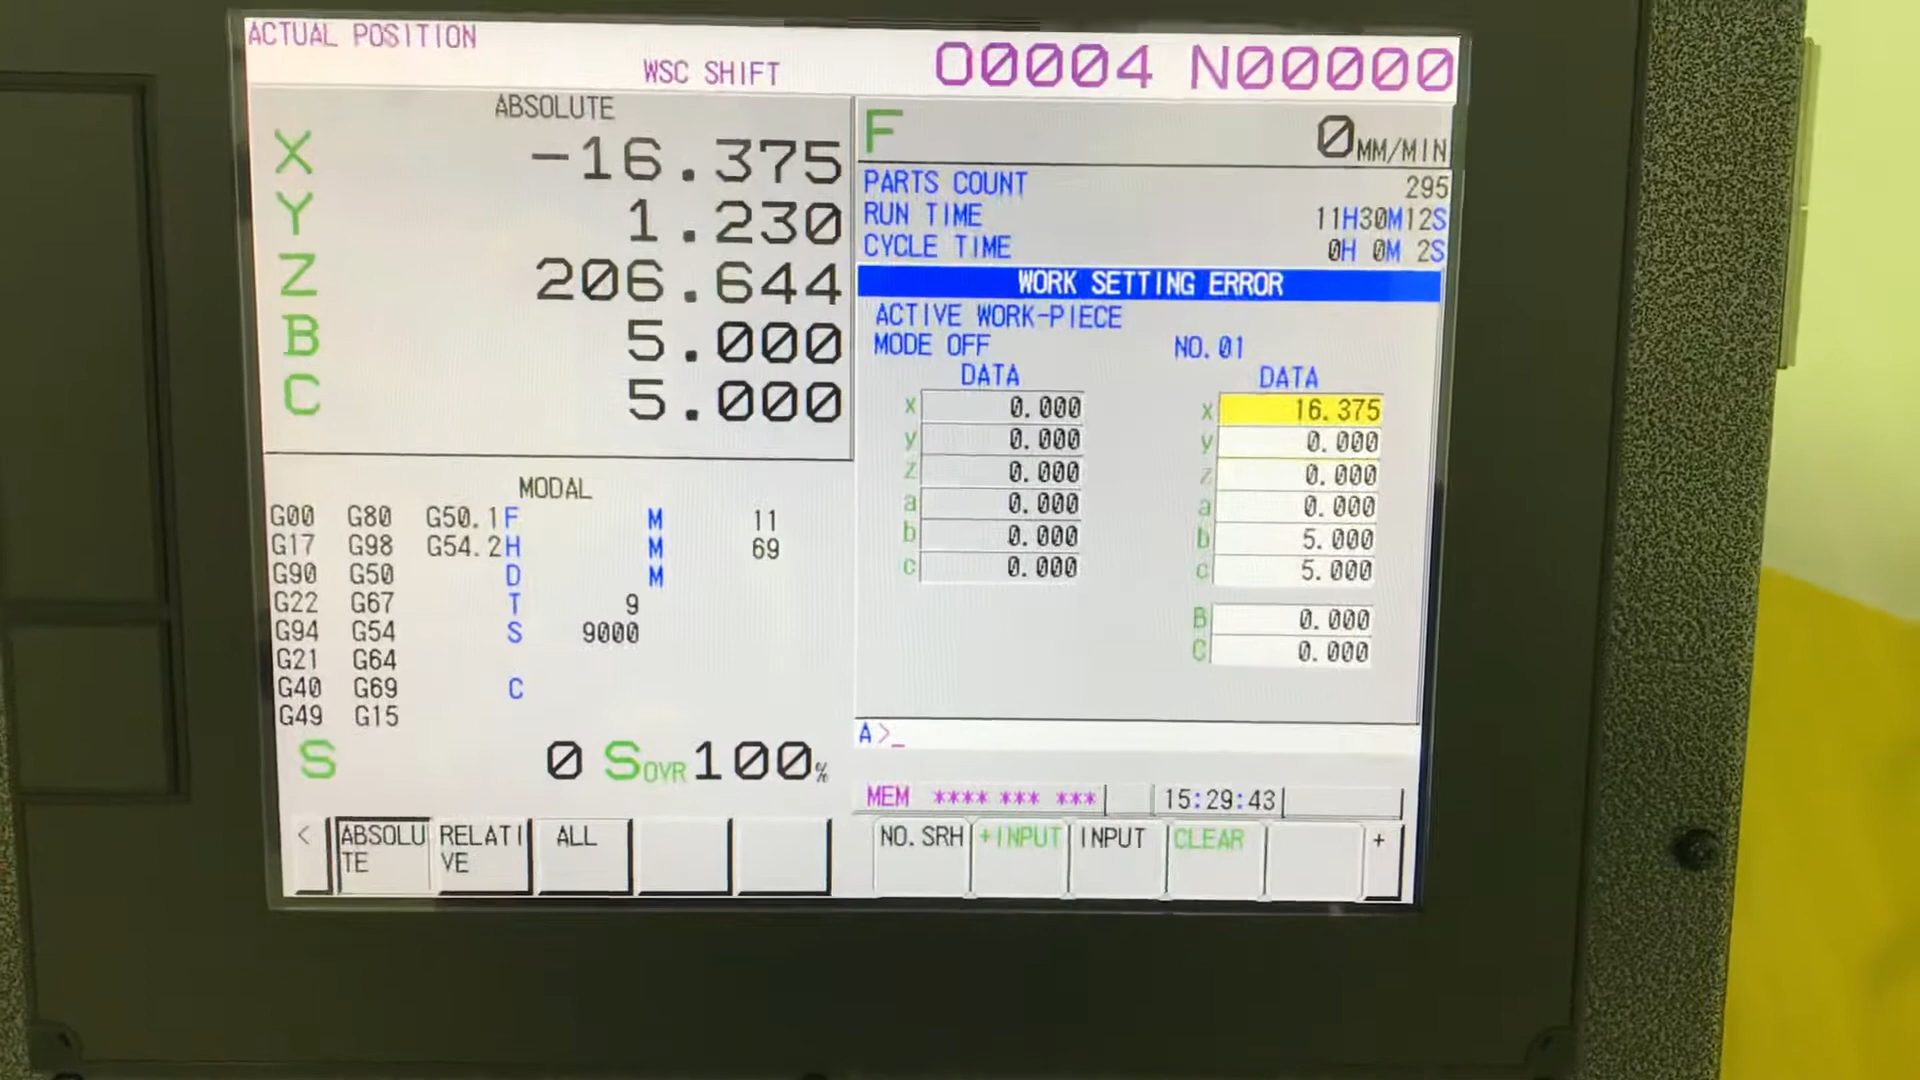 ACTUAL POSITION
WSC SHIFT
O0004 N00000
ABSOLUTE
X -16.375
Y 1.230
Z 206.644
B 5.000
C 5.000
MODAL
G00 G80 G50.1 F M 11
G17 G98 G54.2 H M 69
G90 G50 D M
G22 G67 T 9
G94 G54 S 9000
G21 G64
G40 G69 C
G49 G15
S 0 SOVR100%
< ABSOLUTE RELATIVE ALL
F 0MM/MIN
PARTS COUNT 295
RUN TIME 11H30M12S
CYCLE TIME 0H 0M 2S
WORK SETTING ERROR
ACTIVE WORK-PIECE
MODE OFF NO.01
DATA DATA
x 0.000 x 16.375
y 0.000 y 0.000
z 0.000 z 0.000
a 0.000 a 0.000
b 0.000 b 5.000
c 0.000 c 5.000
B 0.000
C 0.000
A>_
MEM **** *** *** 15:29:43
NO.SRH +INPUT INPUT CLEAR +